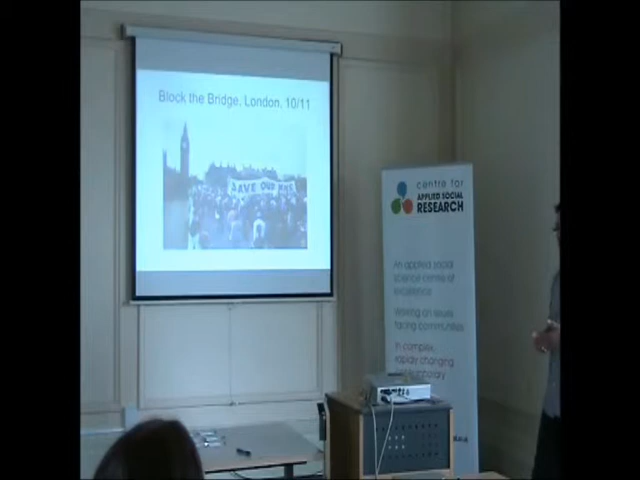 Block the Bridge, London, 10/11
SAVE OUR NHS
centre for
APPLIED SOCIAL
RESEARCH
An applied social
science centre of
excellence
Working on issues
facing communities
In complex,
rapidly changing